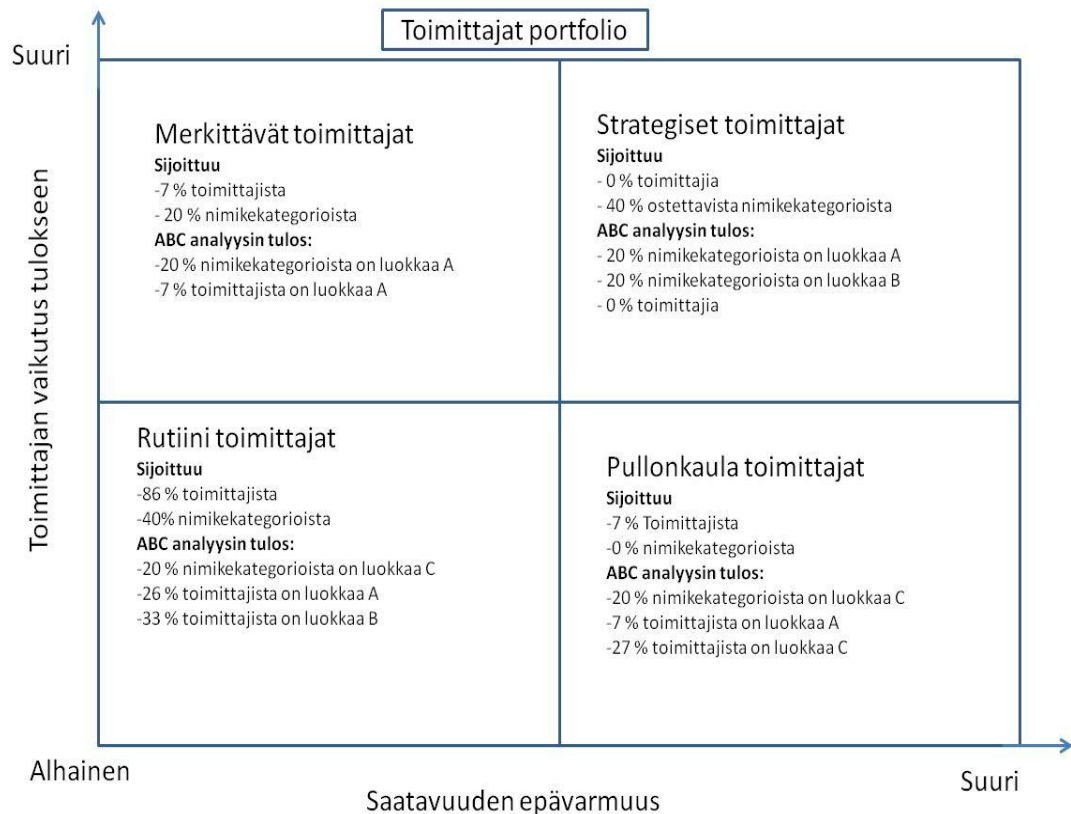 Toimittajat portfolio
Suuri
Toimittajan vaikutus tulokseen
Merkittävät toimittajat
Sijoittuu
-7 % toimittajista
- 20 % nimikekategorioista
ABC analyysin tulos:
-20 % nimikekategorioista on luokkaa A
-7 % toimittajista on luokkaa A
Strategiset toimittajat
Sijoittuu
- 0 % toimittajia
- 40 % ostettavista nimikekategorioista
ABC analyysin tulos:
- 20 % nimikekategorioista on luokkaa A
- 20 % nimikekategorioista on luokkaa B
- 0 % toimittajia
Rutiini toimittajat
Sijoittuu
-86 % toimittajista
-40% nimikekategorioista
ABC analyysin tulos:
-20 % nimikekategorioista on luokkaa C
-26 % toimittajista on luokkaa A
-33 % toimittajista on luokkaa B
Pullonkaula toimittajat
Sijoittuu
-7 % Toimittajista
-0 % nimikekategorioista
ABC analyysin tulos:
-20 % nimikekategorioista on luokkaa C
-7 % toimittajista on luokkaa A
-27 % toimittajista on luokkaa C
Alhainen
Suuri
Saatavuuden epävarmuus